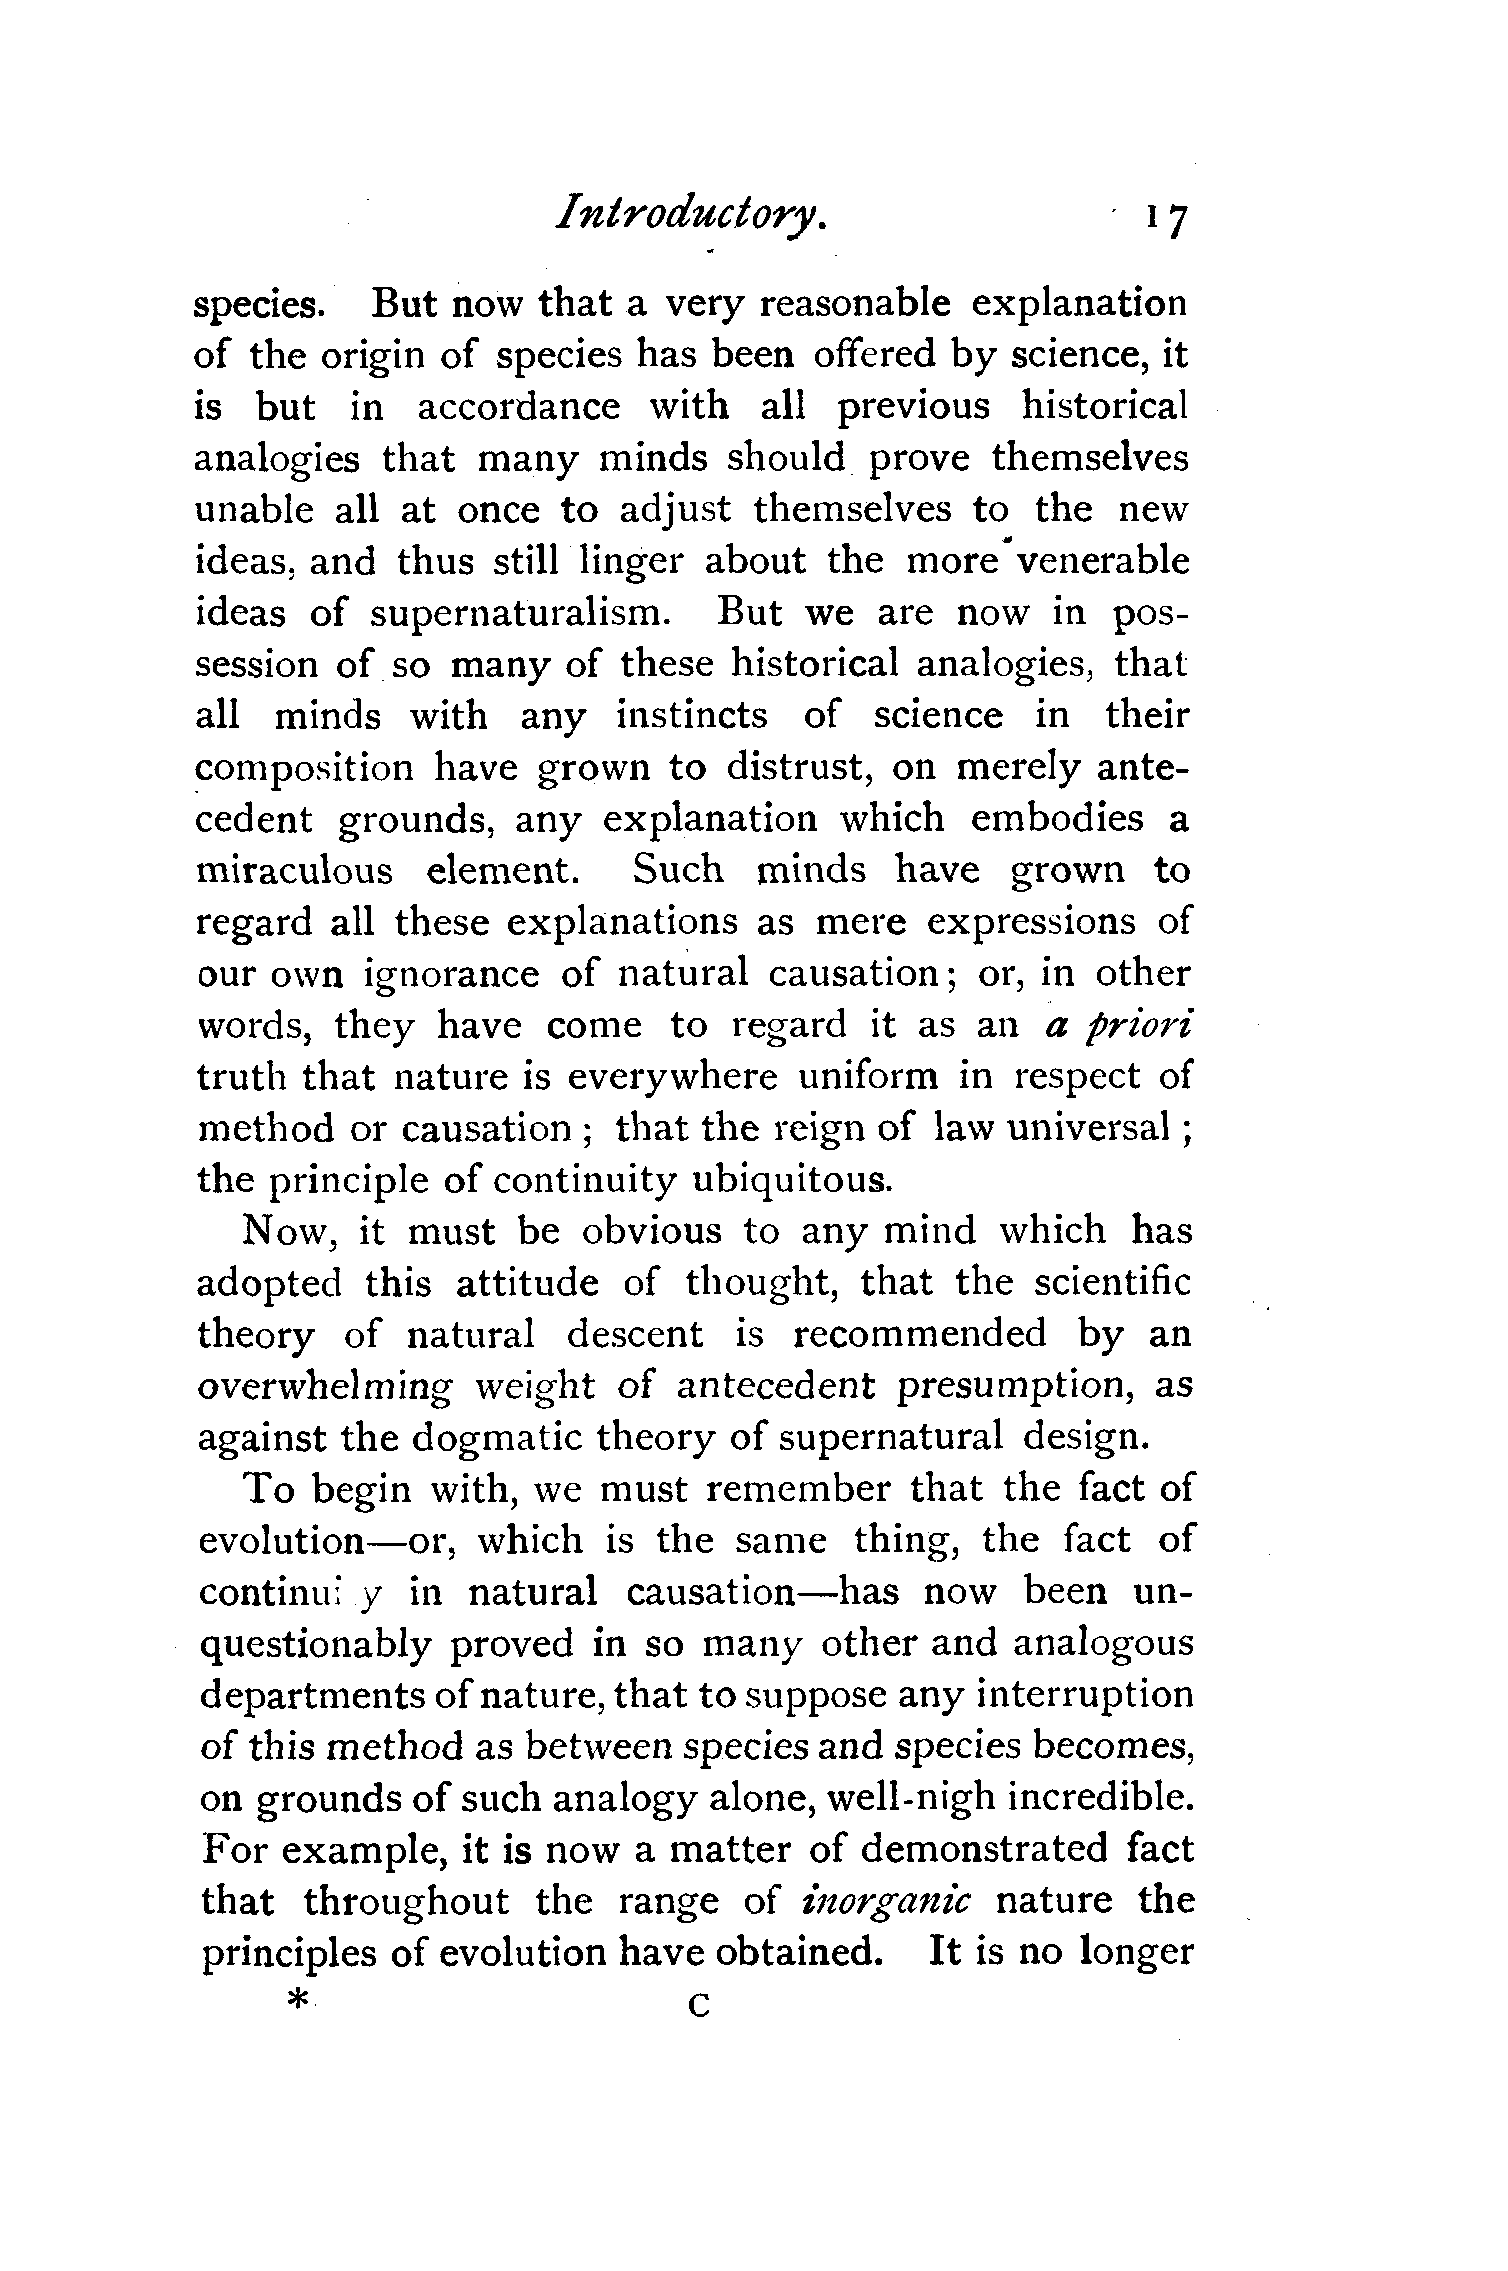 Introductory. 17
species. But now that a very reasonable explanation
of the origin of species has been offered by science, it
is but in accordance with all previous historical
analogies that many minds should prove themselves
unable all at once to adjust themselves to the new
ideas, and thus still linger about the more venerable
ideas of supernaturalism. But we are now in pos-
session of so many of these historical analogies, that
all minds with any instincts of science in their
composition have grown to distrust, on merely ante-
cedent grounds, any explanation which embodies a
miraculous element. Such minds have grown to
regard all these explanations as mere expressions of
our own ignorance of natural causation; or, in other
words, they have come to regard it as an a priori
truth that nature is everywhere uniform in respect of
method or causation ; that the reign of law universal ;
the principle of continuity ubiquitous.
Now, it must be obvious to any mind which has
adopted this attitude of thought, that the scientific
theory of natural descent is recommended by an
overwhelming weight of antecedent presumption, as
against the dogmatic theory of supernatural design.
To begin with, we must remember that the fact of
evolution—or, which is the same thing, the fact of
continui y in natural causation—has now been un-
questionably proved in so many other and analogous
departments of nature, that to suppose any interruption
of this method as between species and species becomes,
on grounds of such analogy alone, well-nigh incredible.
For example, it is now a matter of demonstrated fact
that throughout the range of inorganic nature the
principles of evolution have obtained. It is no longer
* C